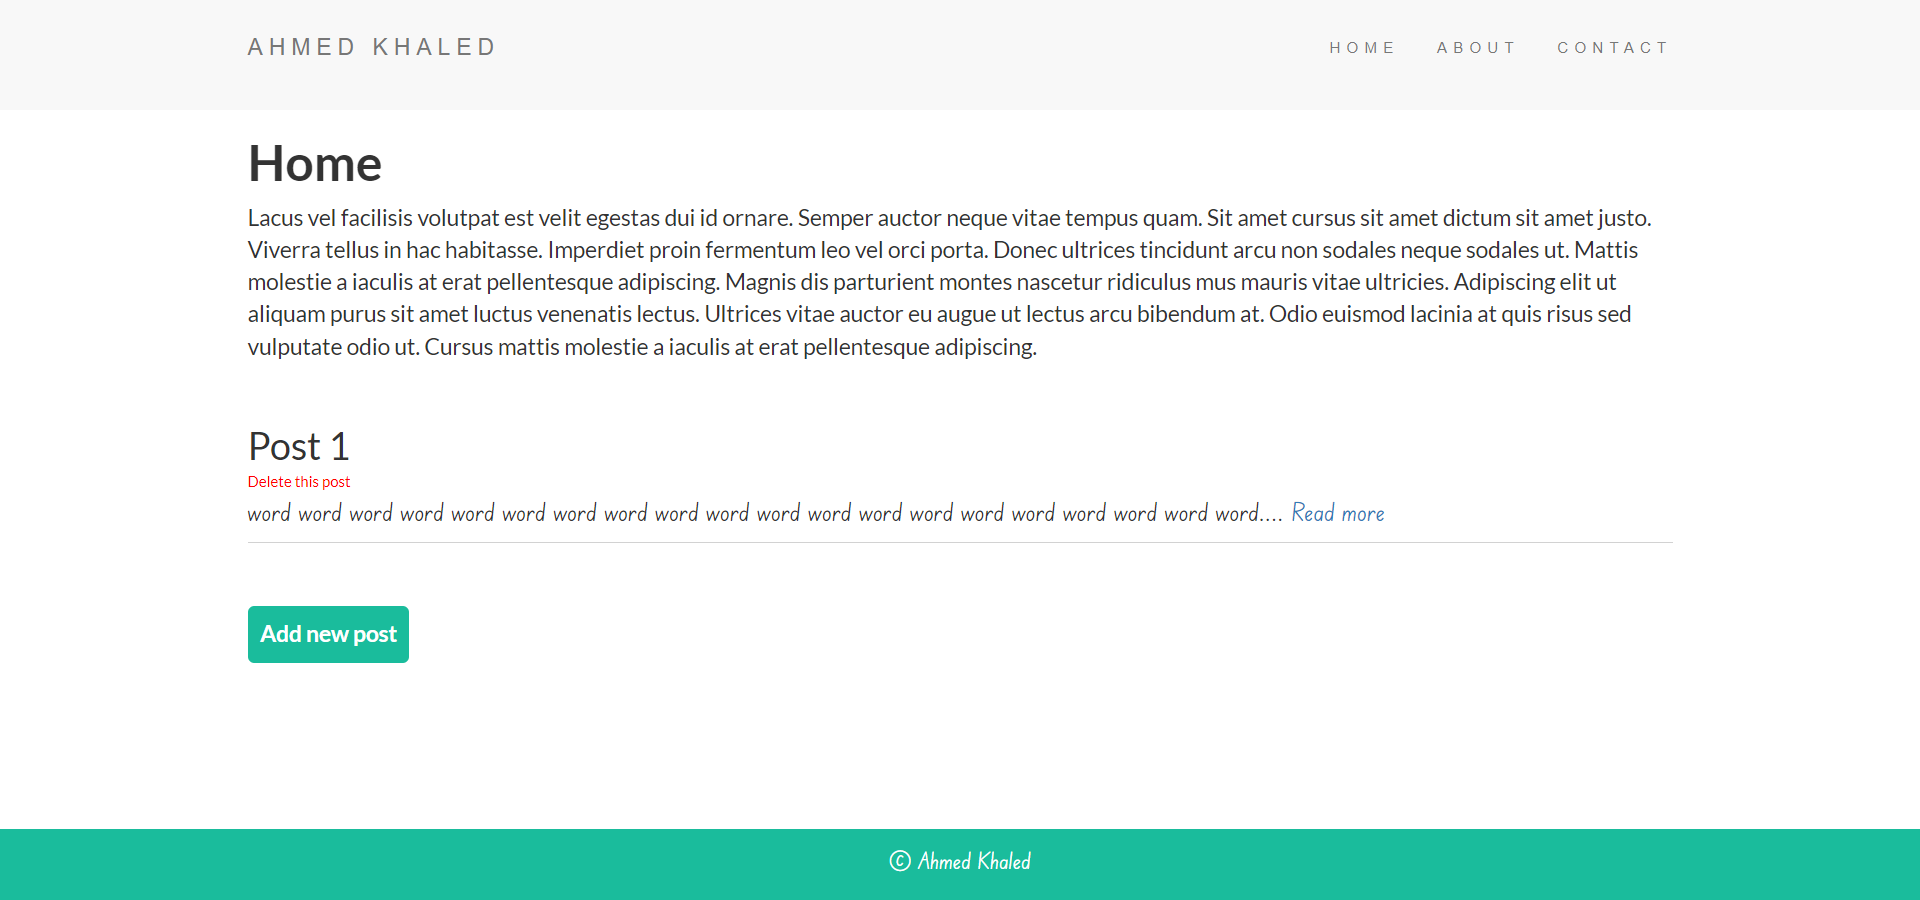 AHMED KHALED
HOME ABOUT CONTACT
Home
Lacus vel facilisis volutpat est velit egestas dui id ornare. Semper auctor neque vitae tempus quam. Sit amet cursus sit amet dictum sit amet justo.
Viverra tellus in hac habitasse. Imperdiet proin fermentum leo vel orci porta. Donec ultrices tincidunt arcu non sodales neque sodales ut. Mattis
molestie a iaculis at erat pellentesque adipiscing. Magnis dis parturient montes nascetur ridiculus mus mauris vitae ultricies. Adipiscing elit ut
aliquam purus sit amet luctus venenatis lectus. Ultrices vitae auctor eu augue ut lectus arcu bibendum at. Odio euismod lacinia at quis risus sed
vulputate odio ut. Cursus mattis molestie a iaculis at erat pellentesque adipiscing.
Post 1
Delete this post
word word word word word word word word word word word word word word word word word word word word.... Read more
Add new post
© Ahmed Khaled